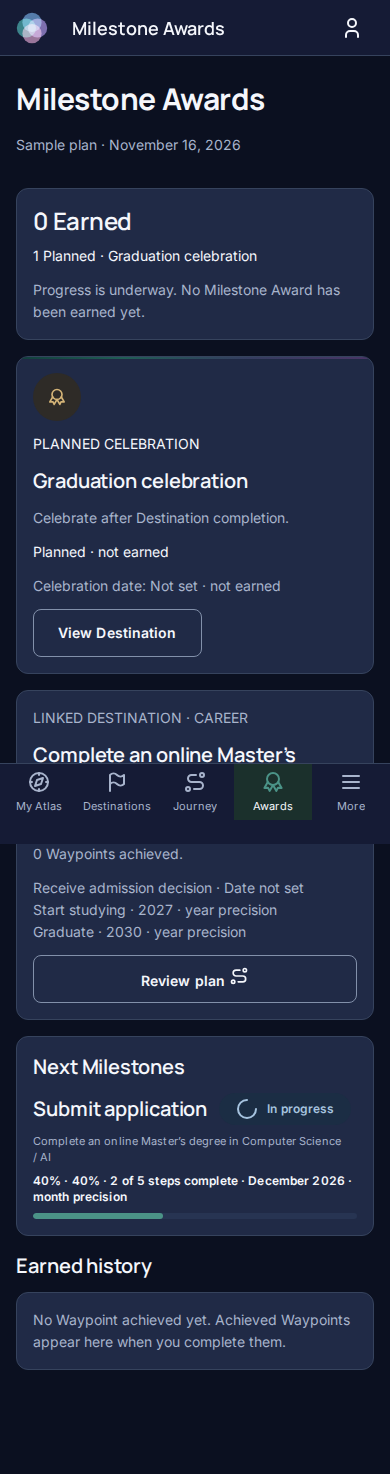 Milestone Awards
Milestone Awards
Sample plan · November 16, 2026
0 Earned
1 Planned · Graduation celebration
Progress is underway. No Milestone Award has
been earned yet.
PLANNED CELEBRATION
Graduation celebration
Celebrate after Destination completion.
Planned · not earned
Celebration date: Not set · not earned
View Destination
LINKED DESTINATION · CAREER
Complete an online Master's
My Atlas
Destinations
Journey
Awards
More
0 Waypoints achieved.
Receive admission decision · Date not set
Start studying · 2027 · year precision
Graduate · 2030 · year precision
Review plan
Next Milestones
Submit application
In progress
Complete an online Master's degree in Computer Science
/ AI
40% · 40% · 2 of 5 steps complete · December 2026 ·
month precision
Earned history
No Waypoint achieved yet. Achieved Waypoints
appear here when you complete them.